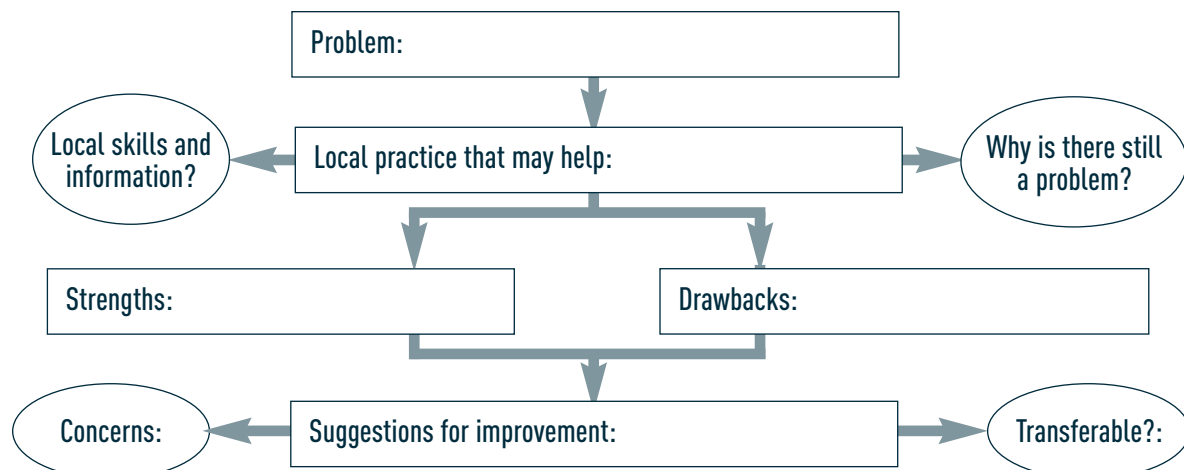 Problem:
Local skills and
information?
Local practice that may help:
Why is there still
a problem?
Strengths:
Drawbacks:
Concerns:
Suggestions for improvement:
Transferable?: